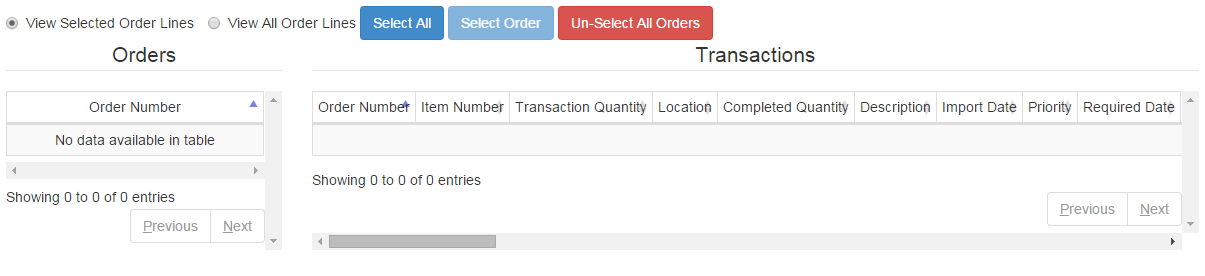 View Selected Order Lines View All Order Lines Select All Select Order Un-Select All Orders
Orders
Order Number
No data available in table
Showing 0 to 0 of 0 entries
Previous Next
Transactions
Order Number Item Number Transaction Quantity Location Completed Quantity Description Import Date Priority Required Date
Showing 0 to 0 of 0 entries
Previous Next